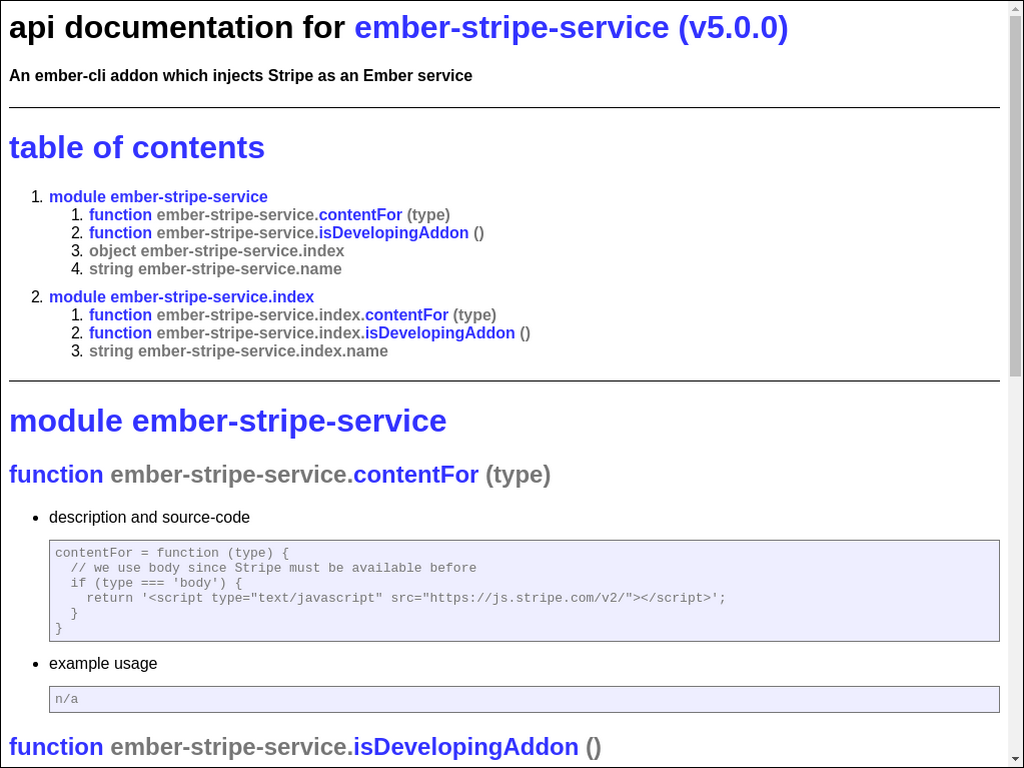 api documentation for ember-stripe-service (v5.0.0)
An ember-cli addon which injects Stripe as an Ember service
table of contents
1. module ember-stripe-service
1. function ember-stripe-service.contentFor (type)
2. function ember-stripe-service.isDevelopingAddon ()
3. object ember-stripe-service.index
4. string ember-stripe-service.name
2. module ember-stripe-service.index
1. function ember-stripe-service.index.contentFor (type)
2. function ember-stripe-service.index.isDevelopingAddon ()
3. string ember-stripe-service.index.name
module ember-stripe-service
function ember-stripe-service.contentFor (type)
• description and source-code
contentFor = function (type) {
  // we use body since Stripe must be available before
  if (type === 'body') {
    return '<script type="text/javascript" src="https://js.stripe.com/v2/"></script>';
  }
}
• example usage
n/a
function ember-stripe-service.isDevelopingAddon ()